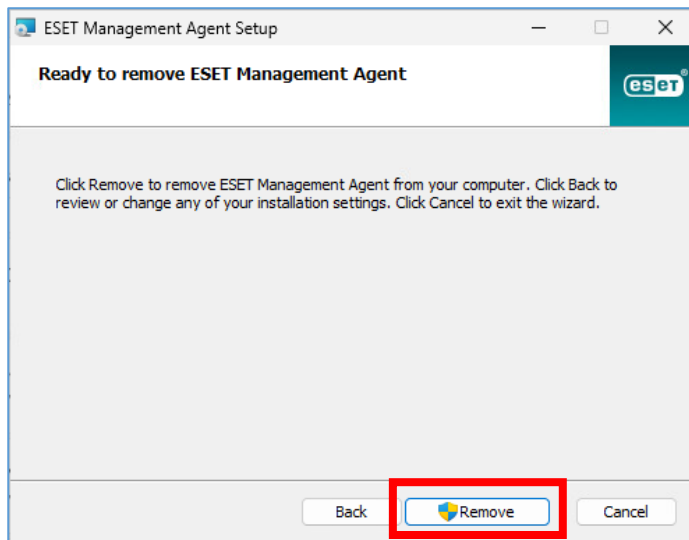 ESET Management Agent Setup
Ready to remove ESET Management Agent
eseT®
Click Remove to remove ESET Management Agent from your computer. Click Back to
review or change any of your installation settings. Click Cancel to exit the wizard.
Back Remove Cancel